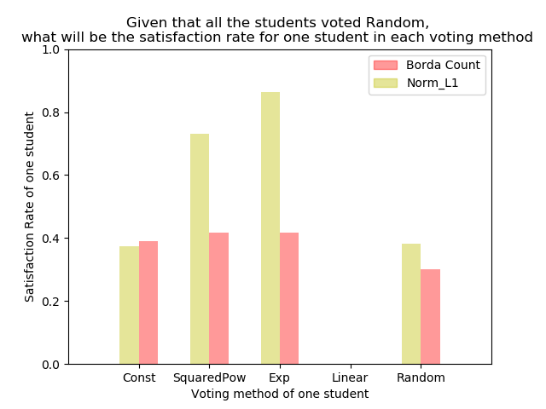 Given that all the students voted Random,
what will be the satisfaction rate for one student in each voting method
1.0
0.8
0.6
0.4
0.2
0.0
Satisfaction Rate of one student
Borda Count
Norm_L1
Const SquaredPow Exp Linear Random
Voting method of one student